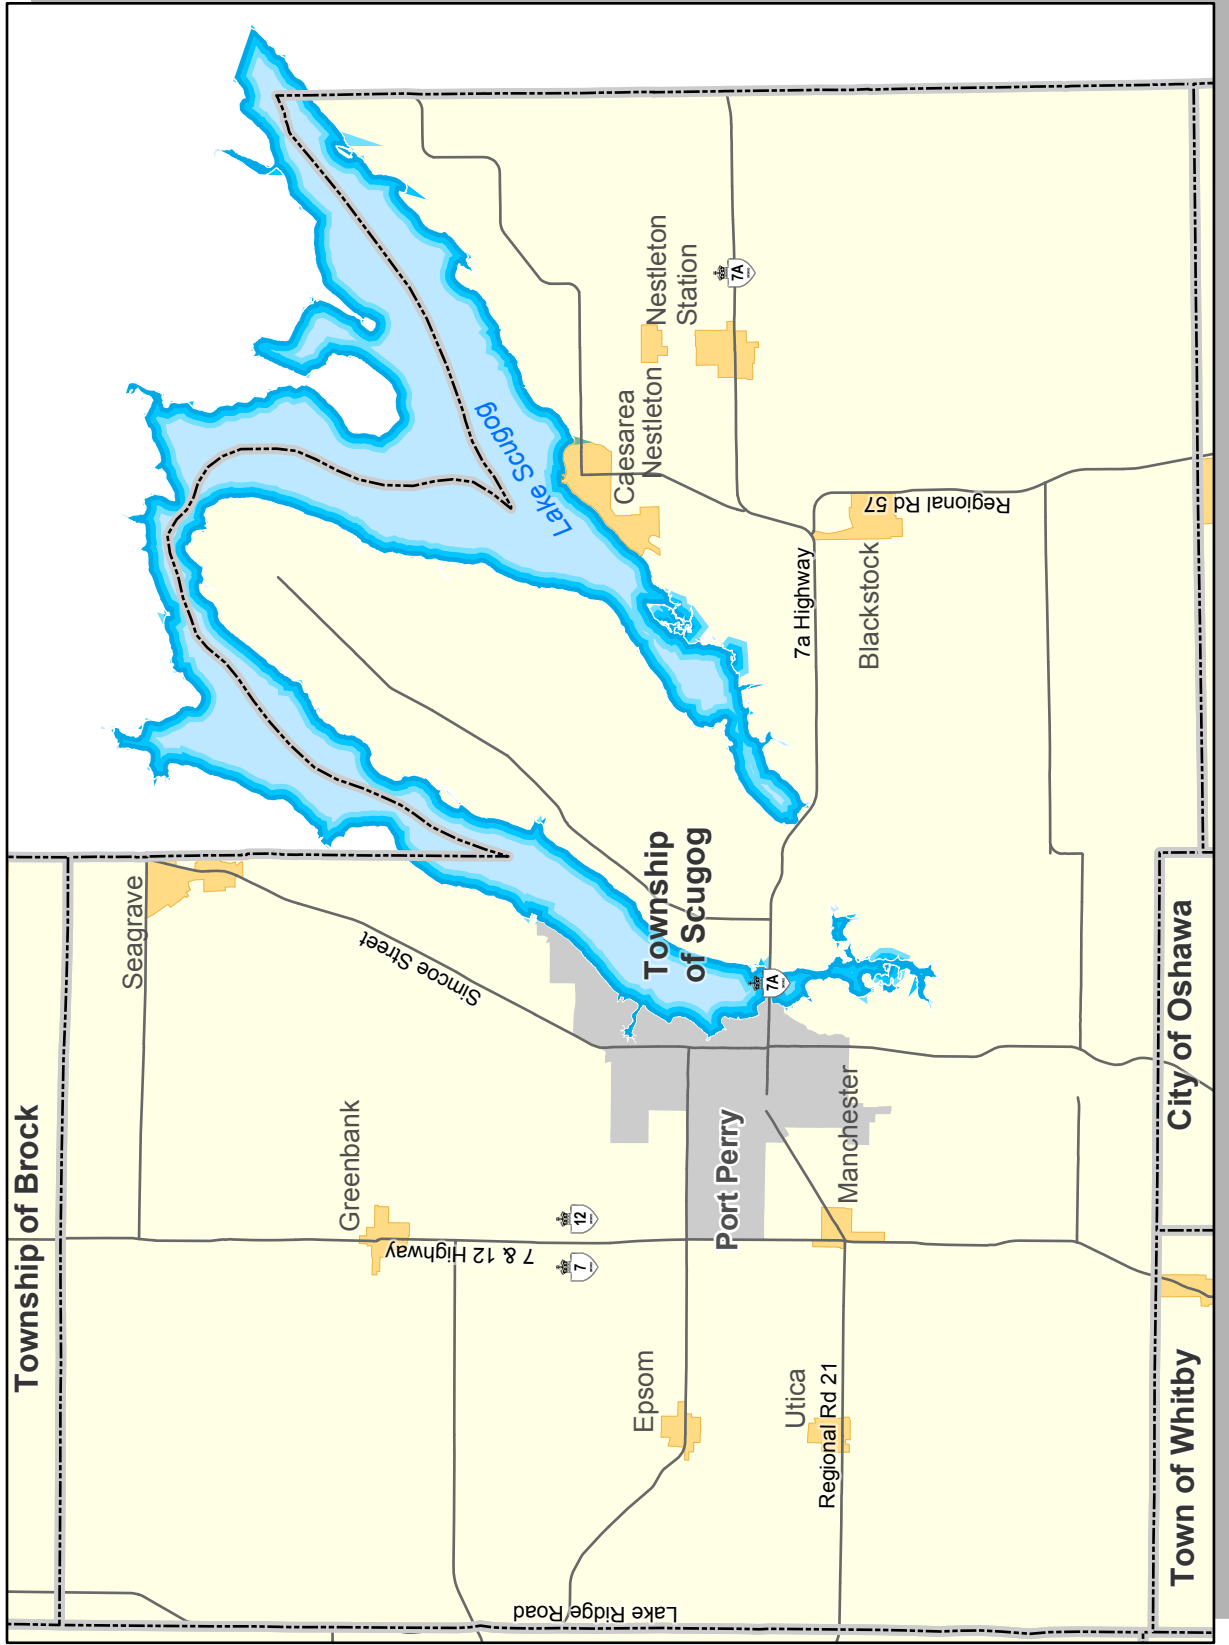 Township of Brock
Seagrave
Simcoe Street
Greenbank
7 & 12 Highway
12
7
Lake Scugog
Caesarea
Nestleton
Nestleton
Station
7A
Township
of Scugog
7A
Port Perry
Epsom
Utica
Regional Rd 21
Manchester
7a Highway
Blackstock
Regional Rd 57
Lake Ridge Road
Town of Whitby
City of Oshawa